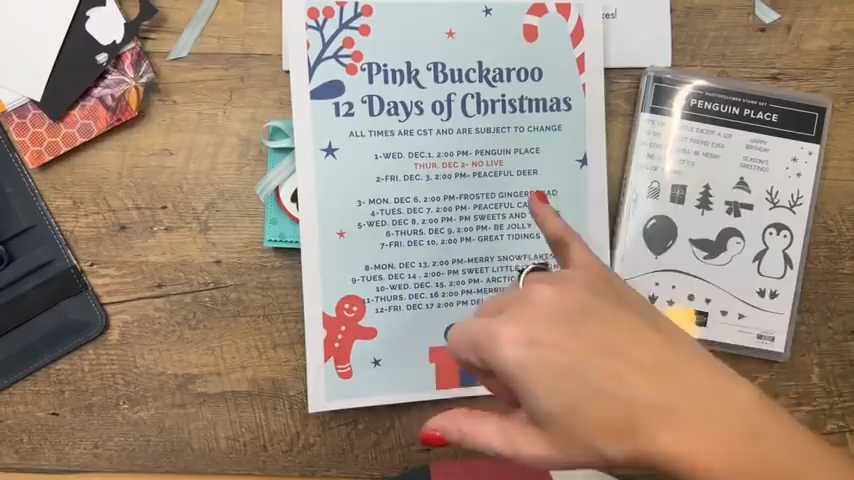 Pink Buckaroo
12 Days of Christmas
ALL TIMES ARE CST AND ARE SUBJECT TO CHANGE
1-WED. DEC.1, 2:00 PM- PENGUIN PLACE
THUR. DEC 2- NO LIVE
2-FRI. DEC 3, 2:00 PM- PEACEFUL DEER
3- MON. DEC 6, 2:00 PM-FROSTED
4-TUES. DEC 7, 2:00 PM- PEACEFUL
5-WED. DEC 8, 2:00 PM- SWEETS &
6-THURS. DEC 9, 2:00 PM- BE JOLLY
7-FRI. DEC 10, 2:00 PM- GREAT TIDINGS
8-MON. DEC 13, 2:00 PM-MERRY SNOWFLAKES
9-TUES. DEC 14, 2:00 PM- SWEET LITTLE
10-WED. DEC 15, 2:00 PM-
11-THURS. DEC 16, 2:00 PM-
12-FRI. DEC 17, 2:00 PM-
PHOTOPOLYMER STAMP SET
PENGUIN PLACE
HAPPY
BIRTHDAY
SEASON'S
GREETINGS